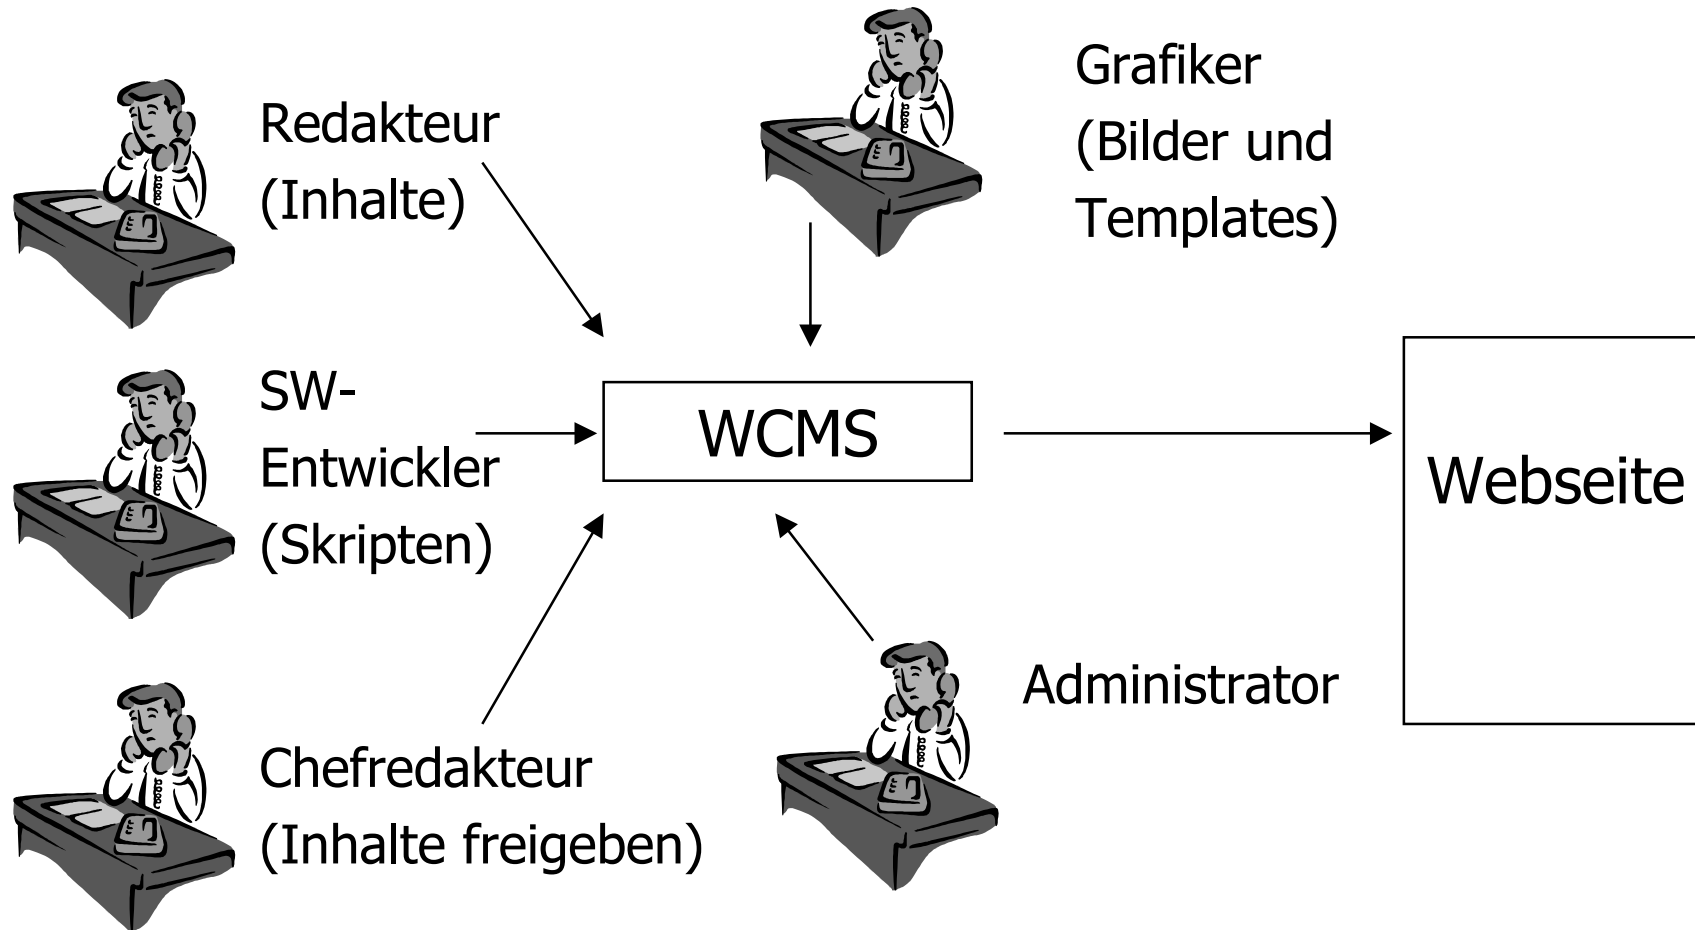 Redakteur
(Inhalte)
Grafiker
(Bilder und
Templates)
SW-
Entwickler
(Skripten)
WCMS
Webseite
Chefredakteur
(Inhalte freigeben)
Administrator